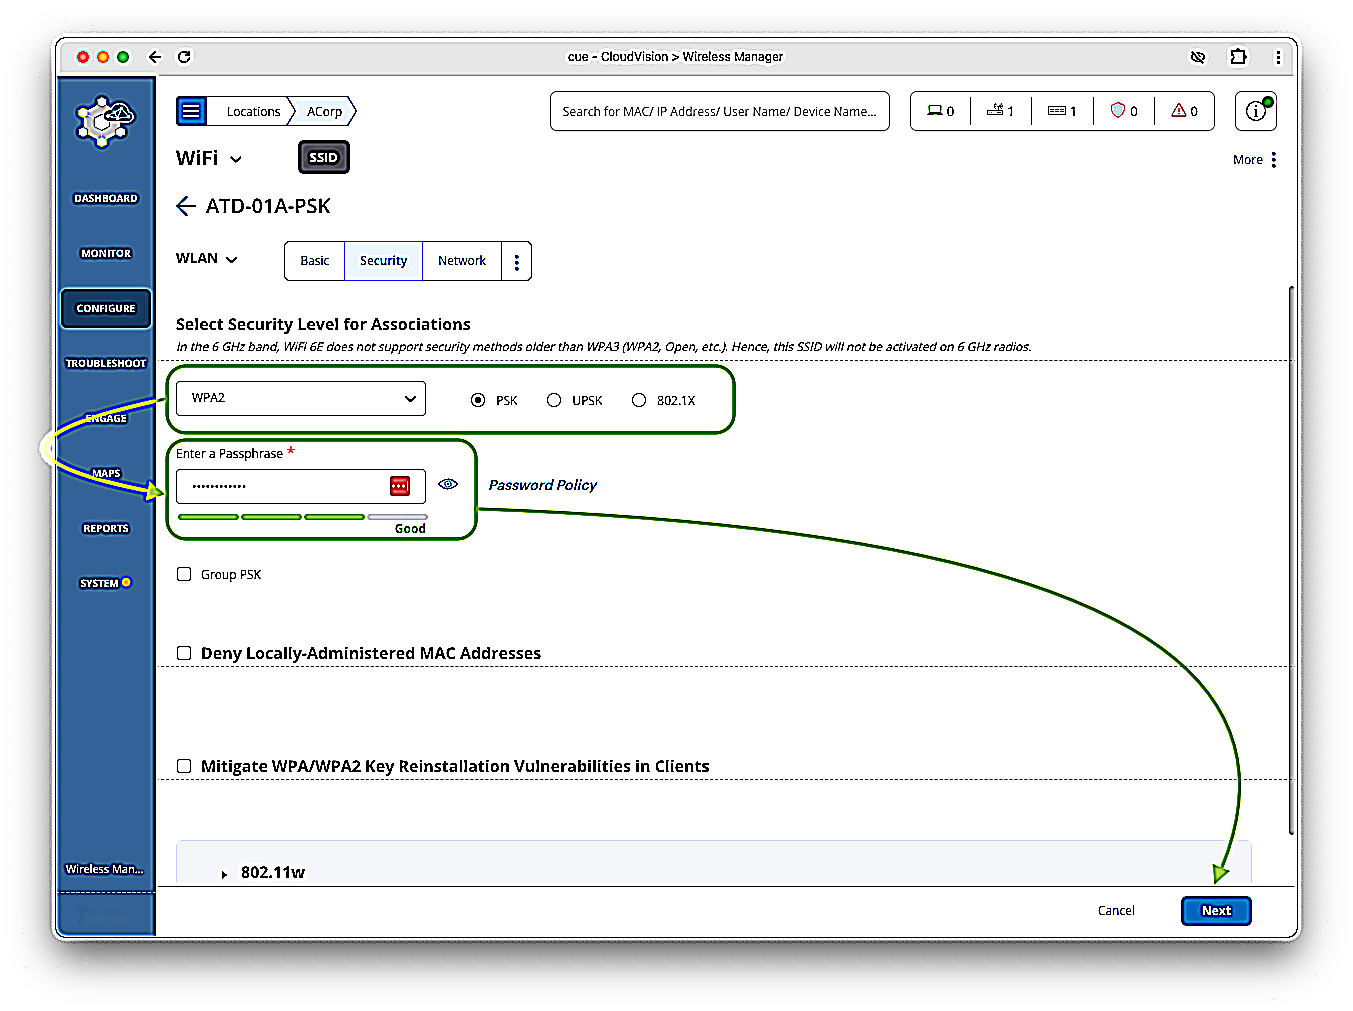 cue - CloudVision > Wireless Manager
Locations
ACorp
Search for MAC/ IP Address/ User Name/ Device Name...
0
1
1
0
0
WiFi
SSID
More
DASHBOARD
MONITOR
CONFIGURE
TROUBLESHOOT
ENGAGE
MAPS
REPORTS
SYSTEM
Wireless Man...
ATD-01A-PSK
WLAN
Basic
Security
Network
Select Security Level for Associations
In the 6 GHz band, WiFi 6E does not support security methods older than WPA3 (WPA2, Open, etc.). Hence, this SSID will not be activated on 6 GHz radios.
WPA2
PSK
UPSK
802.1X
Enter a Passphrase *
Password Policy
Good
Group PSK
Deny Locally-Administered MAC Addresses
Mitigate WPA/WPA2 Key Reinstallation Vulnerabilities in Clients
802.11w
Cancel
Next